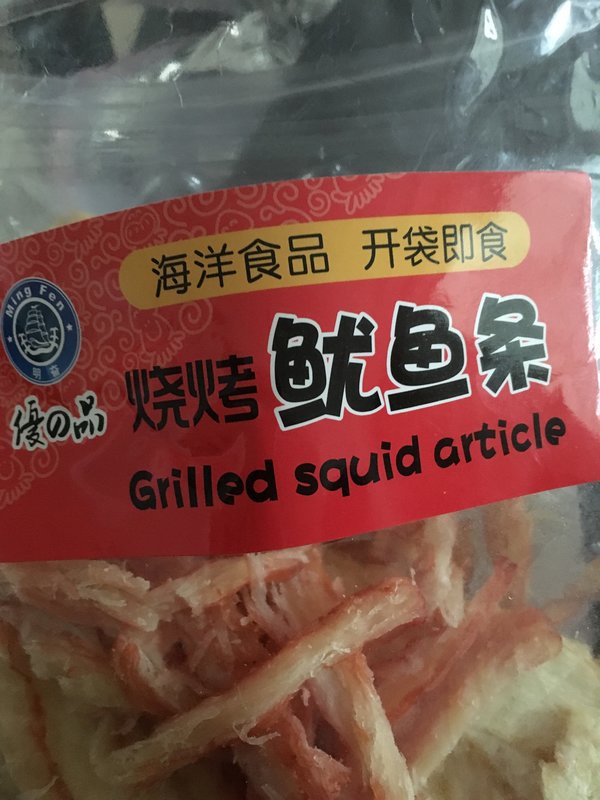 海洋食品 开袋即食
Ming Fen
明奋
優の品
烧烤 鱿鱼条
Grilled squid article